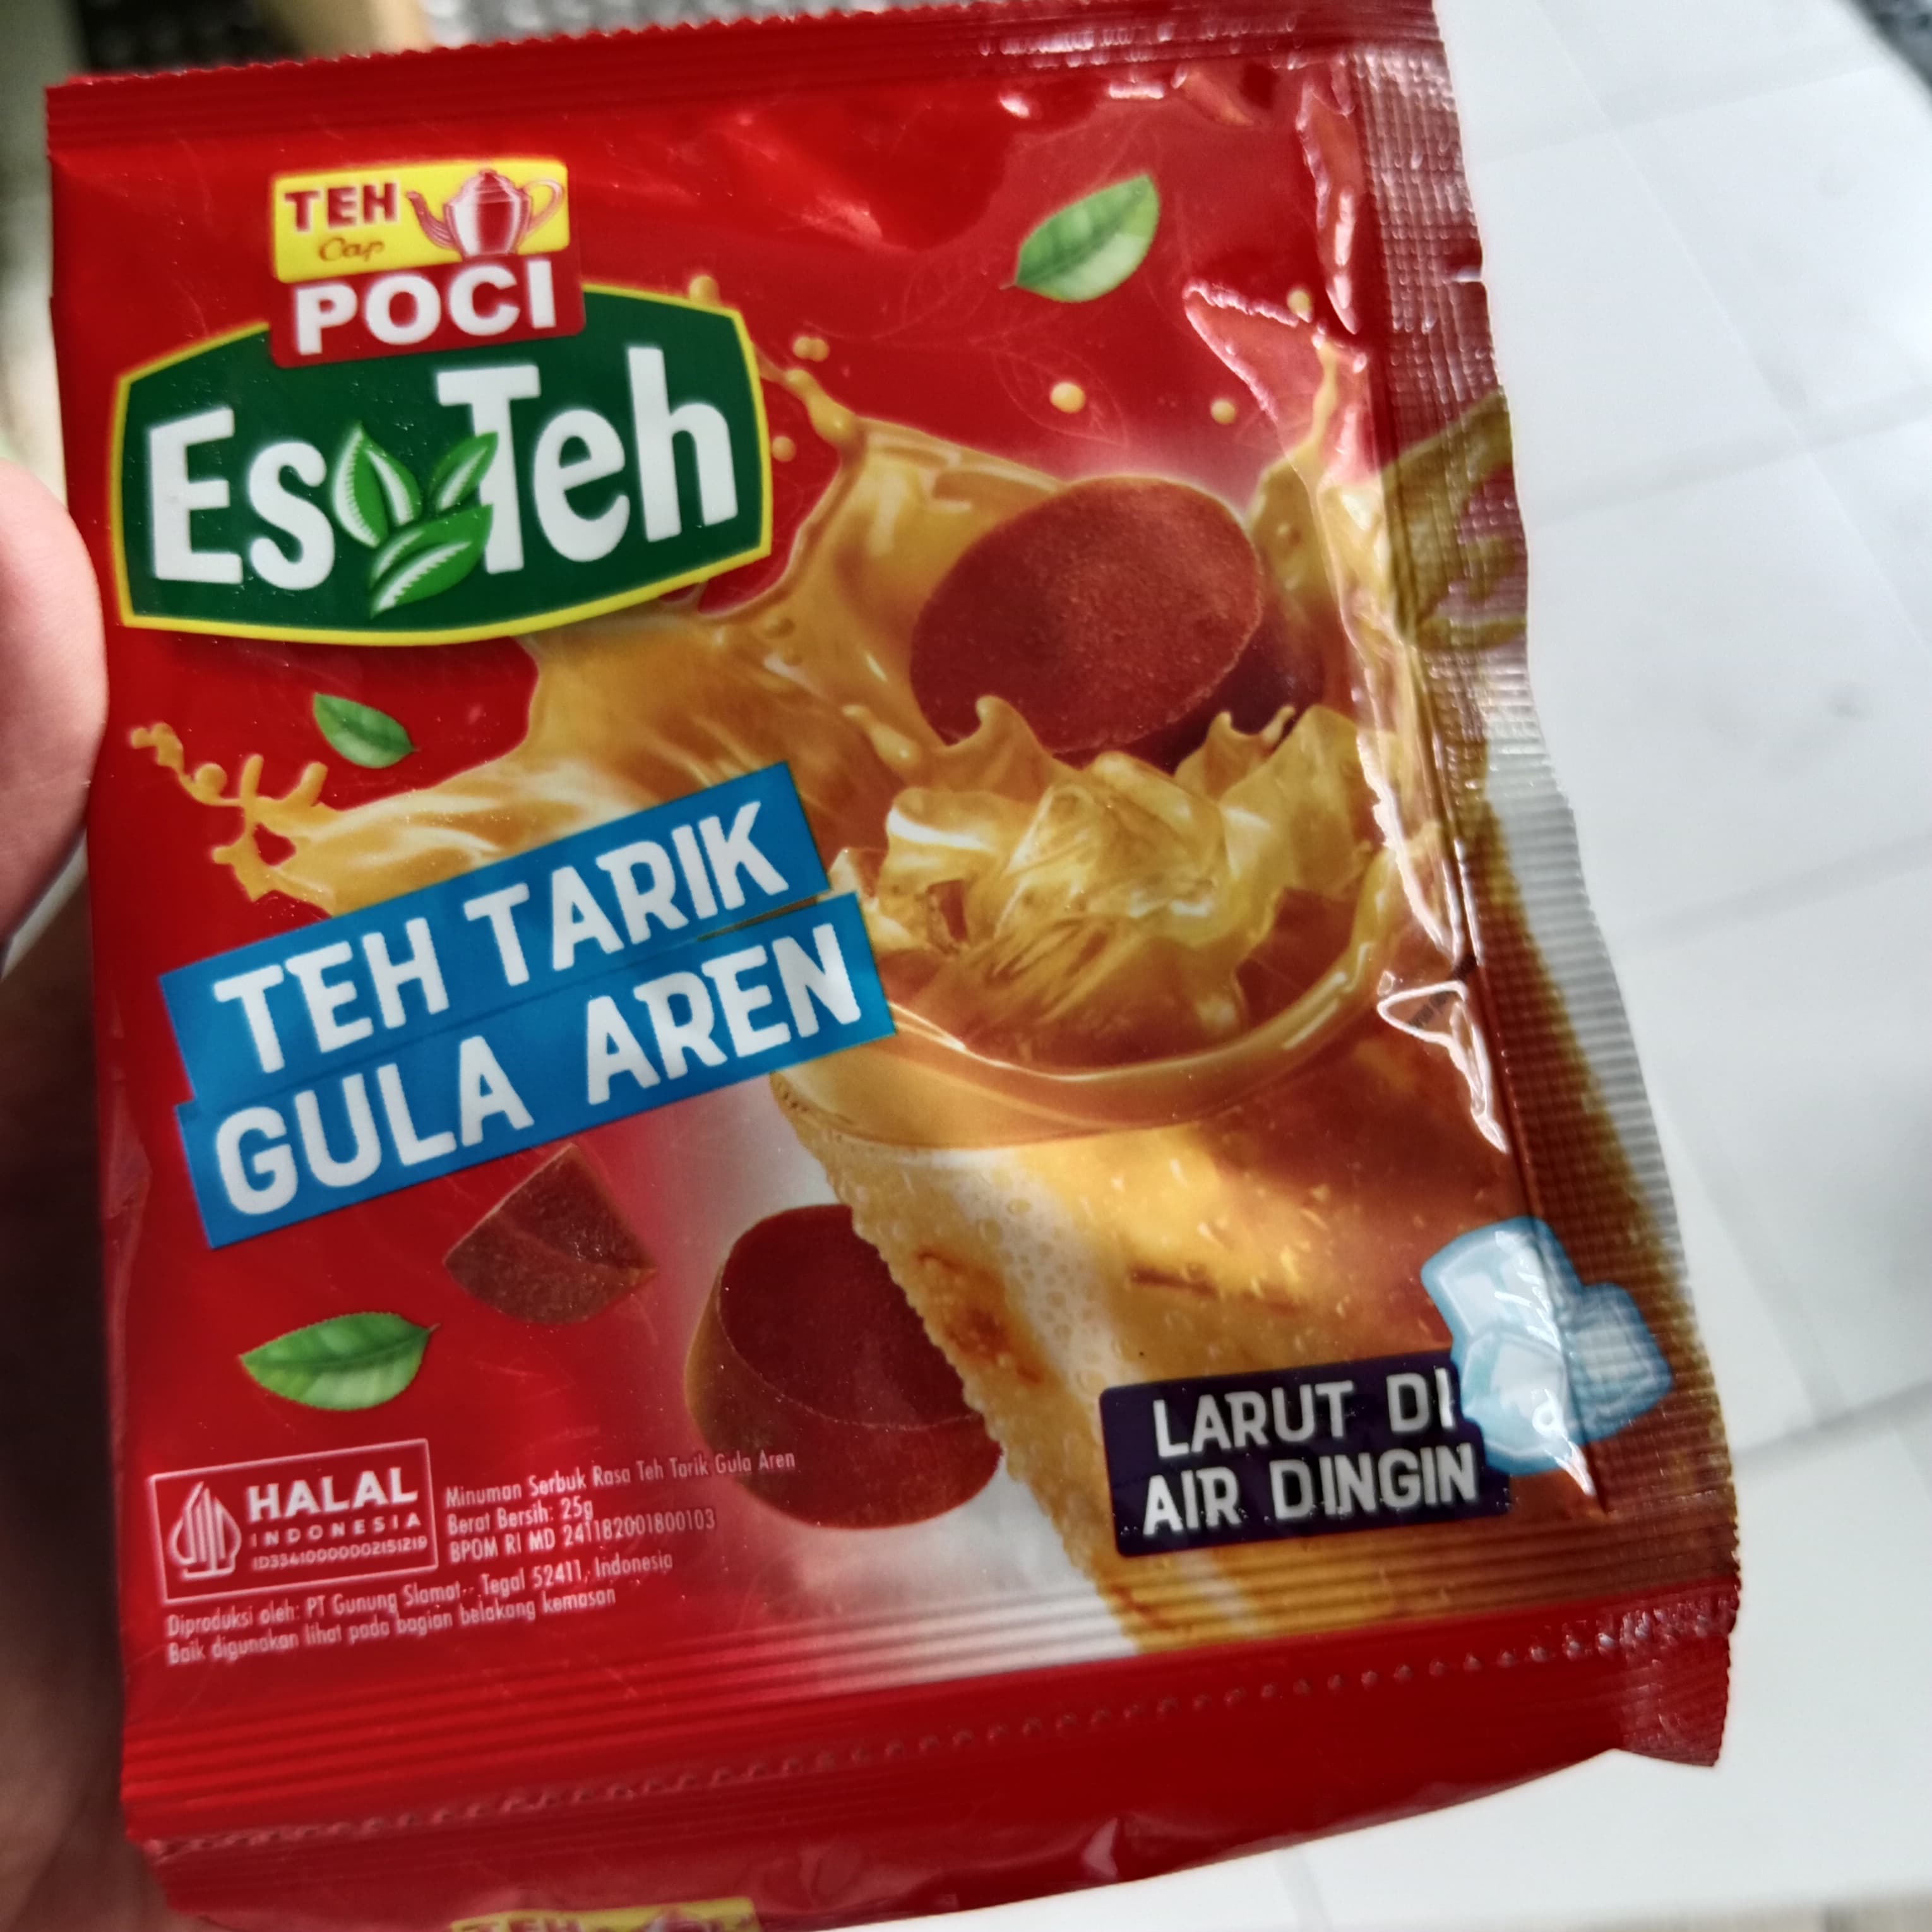 TEH
Cap
POCI
Es Teh
TEH TARIK
GULA AREN
LARUT DI
AIR DINGIN
HALAL
INDONESIA
ID33410000002151219
Minuman Serbuk Rasa Teh Tarik Gula Aren
Berat Bersih: 25g
BPOM RI MD 241182001800103
Diproduksi oleh: PT Gunung Slamat - Tegal 52411, Indonesia
Baik digunakan lihat pada bagian belakang kemasan
TEH